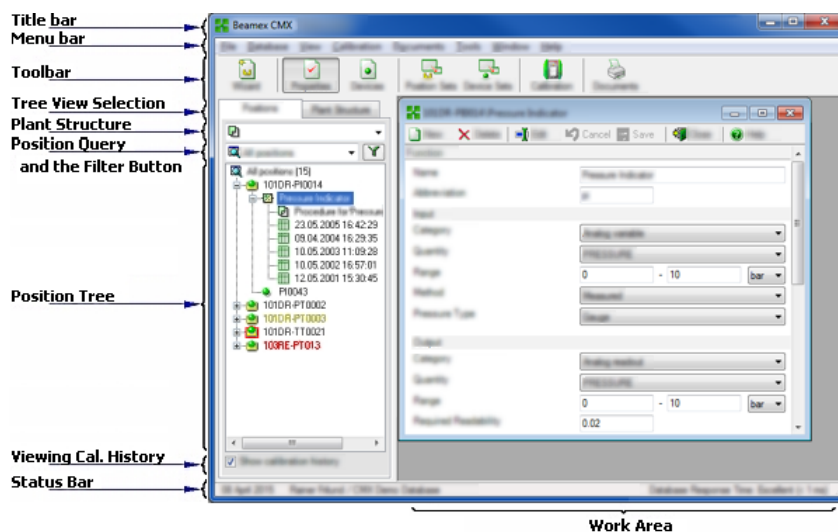 Title bar
Beamex CMX
Menu bar
File Database View Calibration Documents Tools Window Help
Toolbar
Wizard Properties Devices Position Sets Device Sets Calibration Documents
Tree View Selection
Positions Plant Structure
Plant Structure
Position Query
and the Filter Button
All positions
All positions (15)
101DR-PI0014
Pressure Indicator
Procedure for Pressure
23.05.2005 16:42:29
09.04.2004 16:29:35
10.05.2003 11:09:28
10.05.2002 16:57:01
12.05.2001 15:30:45
PI0043
Position Tree
101DR-PT0002
101DR-PT0003
101DR-TT0021
103RE-PT013
Viewing Cal. History
Show calibration history
Status Bar
Pressure Indicator
New Delete Edit Cancel Save Close Help
Function
Name Pressure Indicator
Abbreviation
Input
Category Analog variable
Quantity PRESSURE
Range 0 - 10 bar
Method Measured
Pressure Type Gauge
Output
Category Analog readout
Quantity PRESSURE
Range 0 - 10 bar
Required Readability 0.02
Work Area